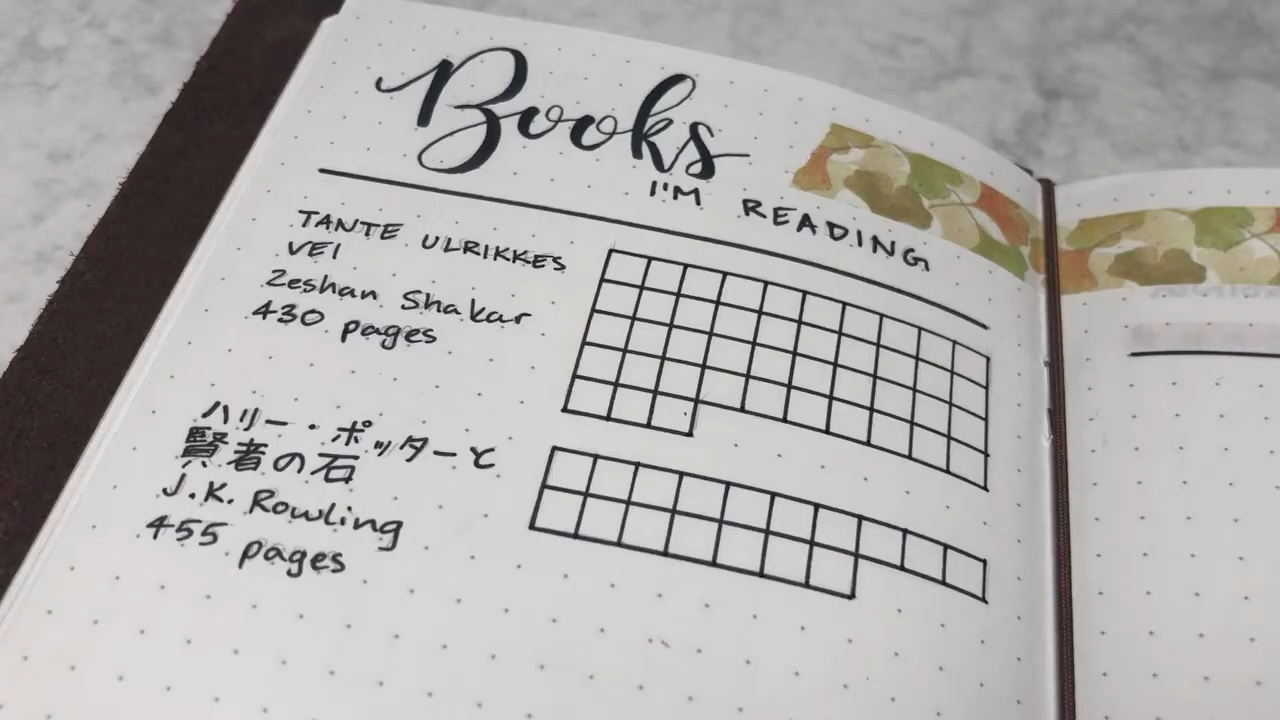 Books
I'M READING
TANTE ULRIKKES
VEI
Zeshan Shakar
430 pages
ハリー・ポッターと
賢者の石
J.K. Rowling
455 pages